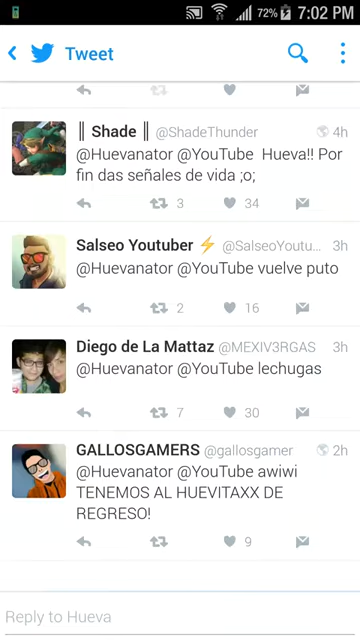 72% 7:02 PM
Tweet
|| Shade || @ShadeThunder 4h
@Huevanator @YouTube Hueva!! Por
fin das señales de vida ;o;
3 34
Salseo Youtuber ⚡ @SalseoYoutu... 3h
@Huevanator @YouTube vuelve puto
2 16
Diego de La Mattaz @MEXIV3RGAS 3h
@Huevanator @YouTube lechugas
7 30
GALLOSGAMERS @gallosgamer 2h
@Huevanator @YouTube awiwi
TENEMOS AL HUEVITAXX DE
REGRESO!
9
Reply to Hueva